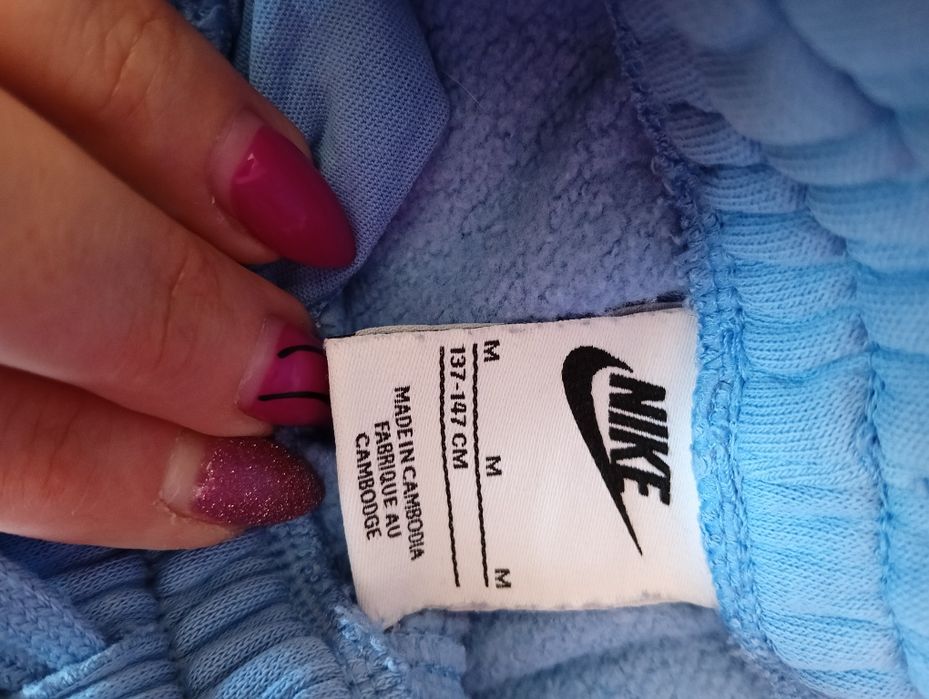 NIKE
M M M
137-147 CM
MADE IN CAMBODIA
FABRIQUE AU
CAMBODGE